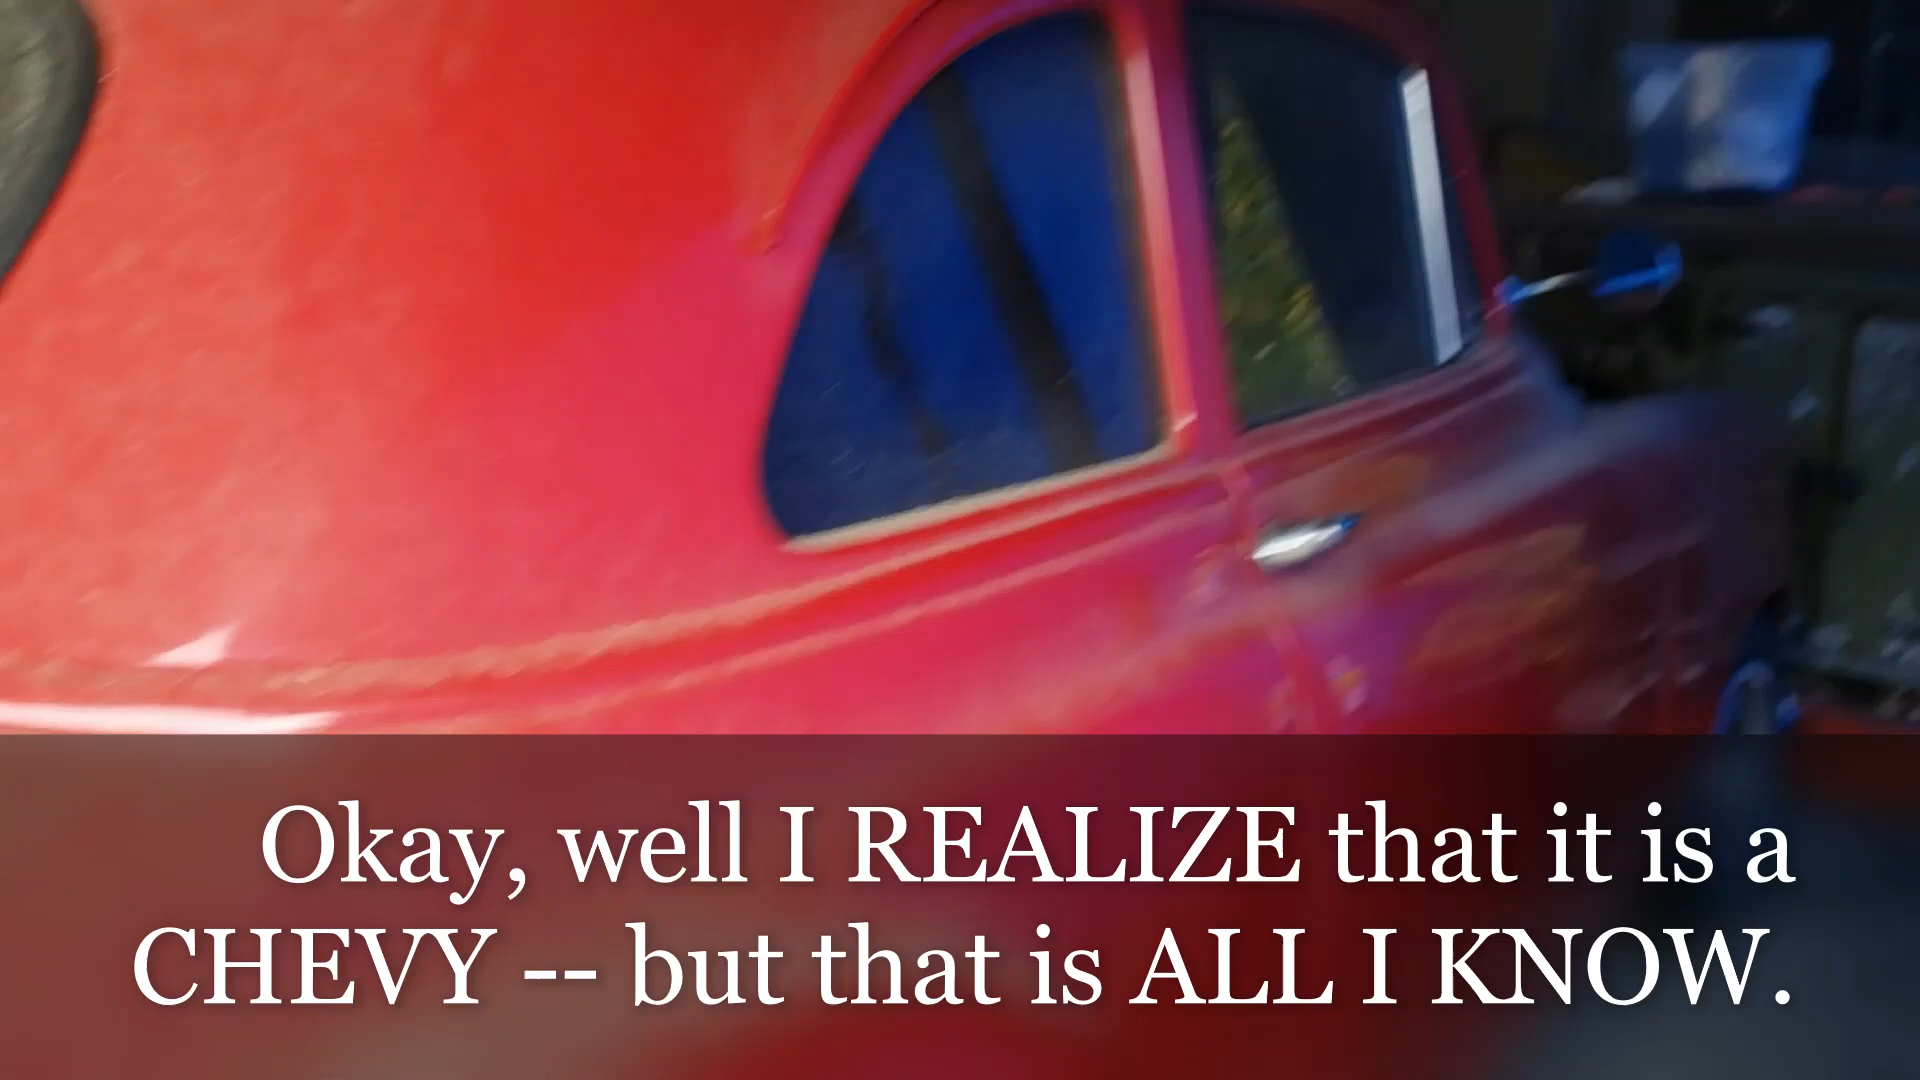 Okay, well I REALIZE that it is a
CHEVY -- but that is ALL I KNOW.